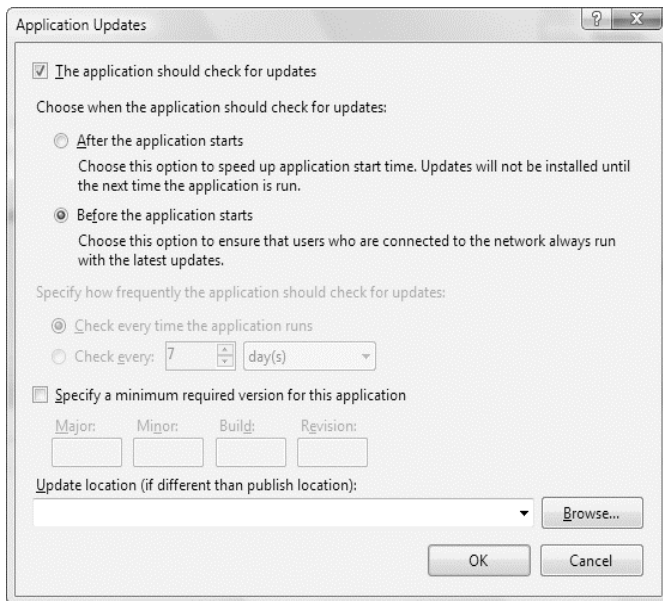 Application Updates
?
The application should check for updates
Choose when the application should check for updates:
After the application starts
Choose this option to speed up application start time. Updates will not be installed until
the next time the application is run.
Before the application starts
Choose this option to ensure that users who are connected to the network always run
with the latest updates.
Specify how frequently the application should check for updates:
Check every time the application runs
Check every: 7 day(s)
Specify a minimum required version for this application
Major: Minor: Build: Revision:
Update location (if different than publish location):
Browse...
OK Cancel